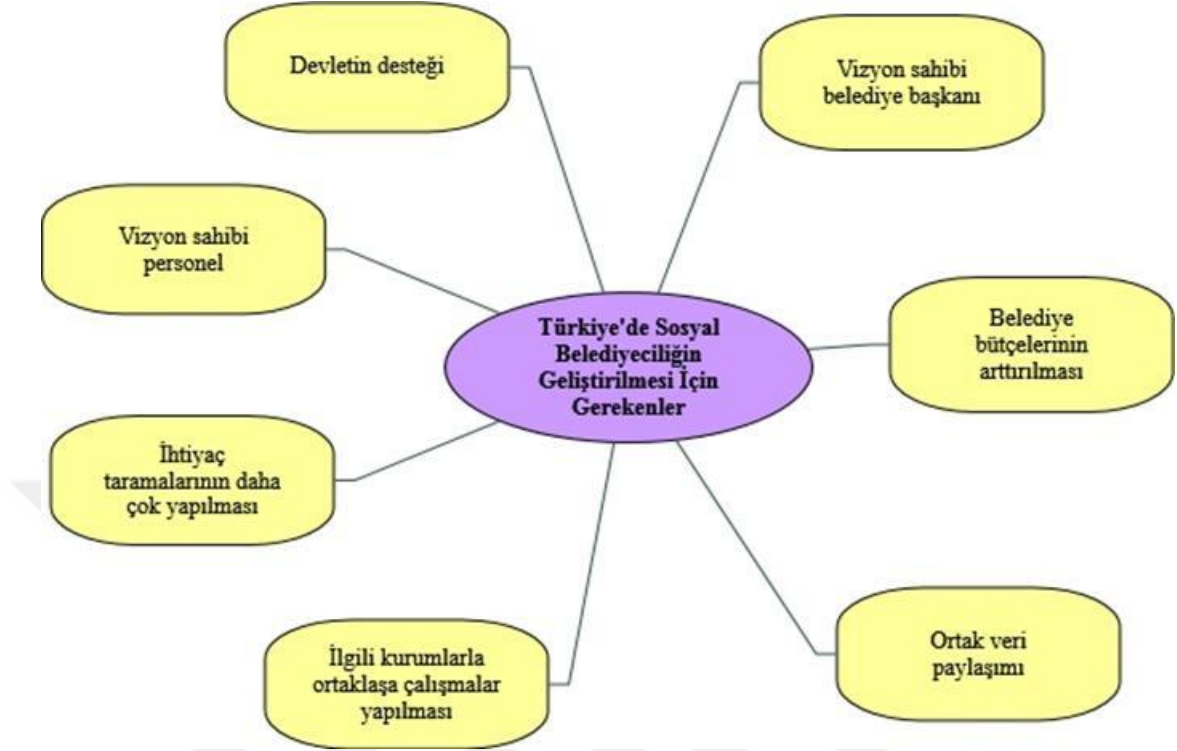 Devletin desteği
Vizyon sahibi
belediye başkanı
Vizyon sahibi
personel
Türkiye'de Sosyal
Belediyeciliğin
Geliştirilmesi İçin
Gerekenler
Belediye
bütçelerinin
arttırılması
İhtiyaç
taramalarının daha
çok yapılması
İlgili kurumlarla
ortaklaşa çalışmalar
yapılması
Ortak veri
paylaşımı